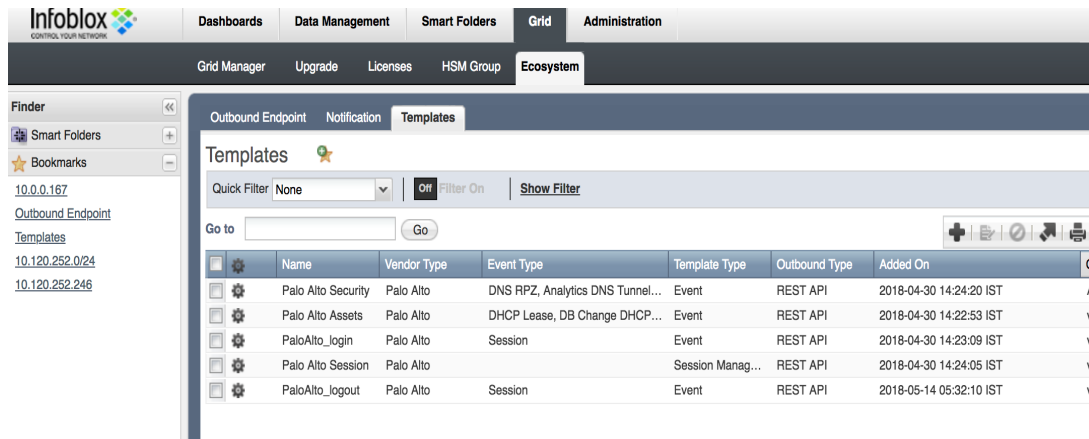 Infoblox
CONTROL YOUR NETWORK
Dashboards Data Management Smart Folders Grid Administration
Grid Manager Upgrade Licenses HSM Group Ecosystem
Finder
Smart Folders
Bookmarks
10.0.0.167
Outbound Endpoint
Templates
10.120.252.0/24
10.120.252.246
Outbound Endpoint Notification Templates
Templates
Quick Filter None Off Filter On Show Filter
Go to Go
Name Vendor Type Event Type Template Type Outbound Type Added On
Palo Alto Security Palo Alto DNS RPZ, Analytics DNS Tunnel... Event REST API 2018-04-30 14:24:20 IST
Palo Alto Assets Palo Alto DHCP Lease, DB Change DHCP... Event REST API 2018-04-30 14:22:53 IST
PaloAlto_login Palo Alto Session Event REST API 2018-04-30 14:23:09 IST
Palo Alto Session Palo Alto Session Manag... REST API 2018-04-30 14:24:05 IST
PaloAlto_logout Palo Alto Session Event REST API 2018-05-14 05:32:10 IST